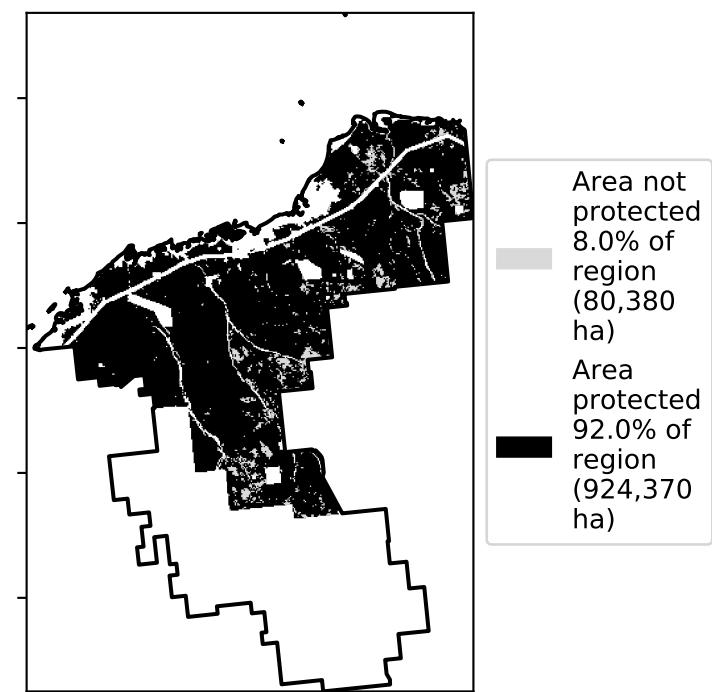 Area not
protected
8.0% of
region
(80,380
ha)
Area
protected
92.0% of
region
(924,370
ha)